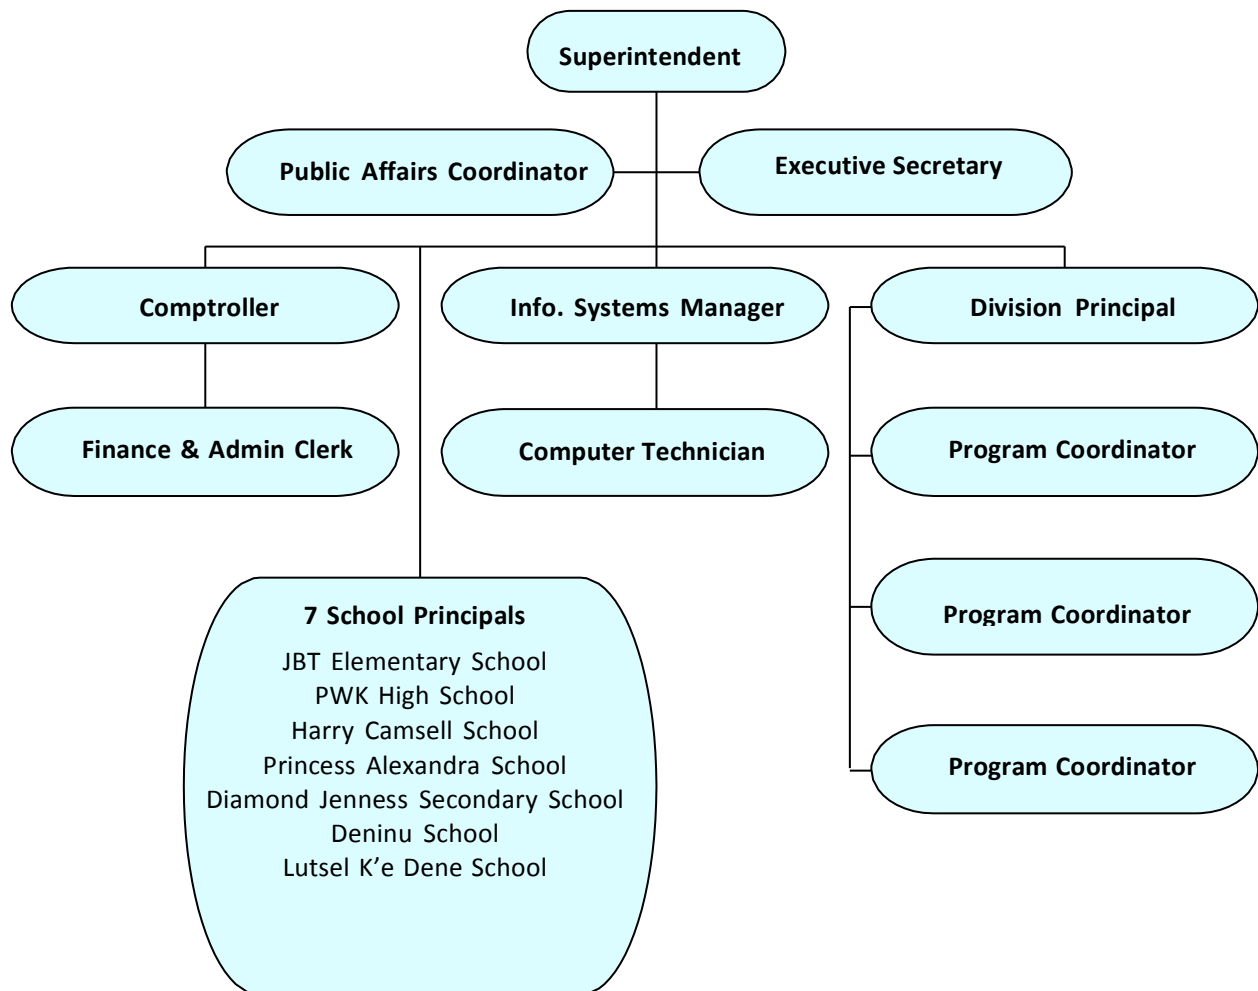 Superintendent
Public Affairs Coordinator
Executive Secretary
Comptroller
Info. Systems Manager
Division Principal
Finance & Admin Clerk
Computer Technician
Program Coordinator
Program Coordinator
Program Coordinator
7 School Principals
JBT Elementary School
PWK High School
Harry Camsell School
Princess Alexandra School
Diamond Jenness Secondary School
Deninu School
Lutsel K’e Dene School